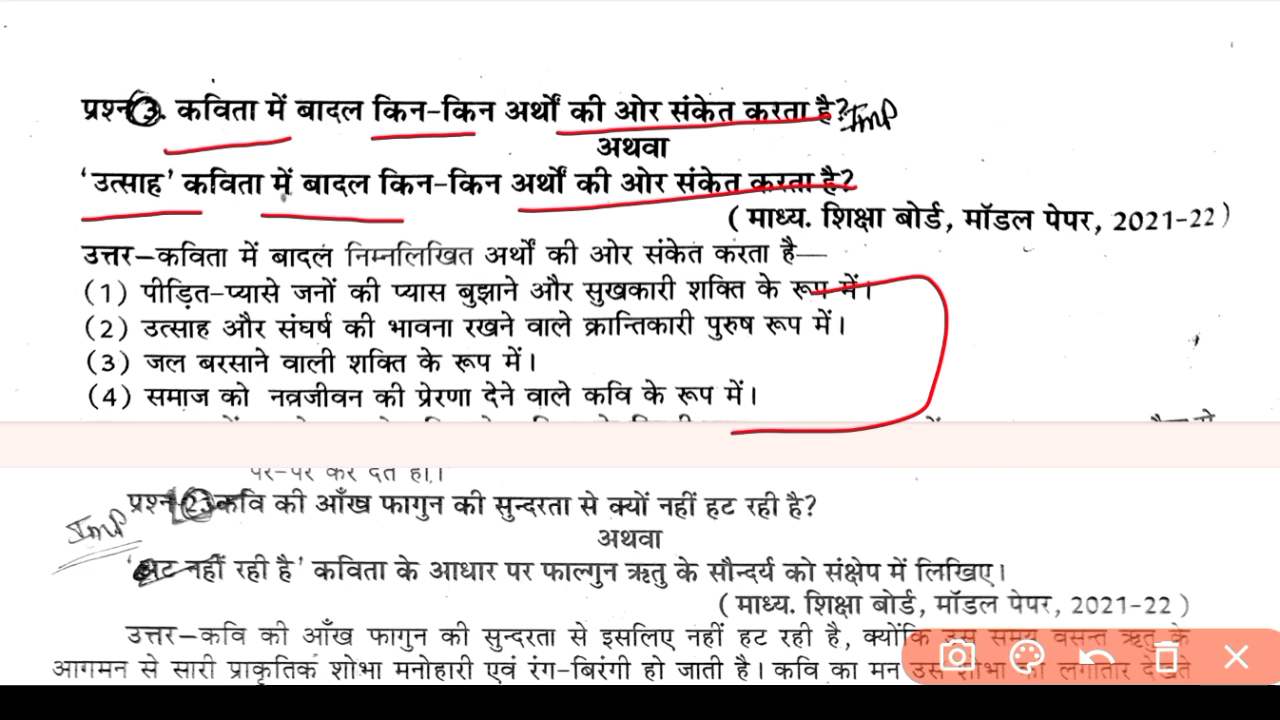 प्रश्न 3. कविता में बादल किन-किन अर्थों की ओर संकेत करता है? Imp
अथवा
'उत्साह' कविता में बादल किन-किन अर्थों की ओर संकेत करता है?
(माध्य. शिक्षा बोर्ड, मॉडल पेपर, 2021-22)
उत्तर–कविता में बादल निम्नलिखित अर्थों की ओर संकेत करता है—
(1) पीड़ित-प्यासे जनों की प्यास बुझाने और सुखकारी शक्ति के रूप में।
(2) उत्साह और संघर्ष की भावना रखने वाले क्रान्तिकारी पुरुष रूप में।
(3) जल बरसाने वाली शक्ति के रूप में।
(4) समाज को नवजीवन की प्रेरणा देने वाले कवि के रूप में।
पर-पर कर देते हो।
प्रश्न 2. कवि की आँख फागुन की सुन्दरता से क्यों नहीं हट रही है?
Imp
अथवा
'अट नहीं रही है' कविता के आधार पर फाल्गुन ऋतु के सौन्दर्य को संक्षेप में लिखिए।
(माध्य. शिक्षा बोर्ड, मॉडल पेपर, 2021-22)
उत्तर–कवि की आँख फागुन की सुन्दरता से इसलिए नहीं हट रही है, क्योंकि उस समय वसन्त ऋतु के
आगमन से सारी प्राकृतिक शोभा मनोहारी एवं रंग-बिरंगी हो जाती है। कवि का मन उस शोभा को लगातार देखते